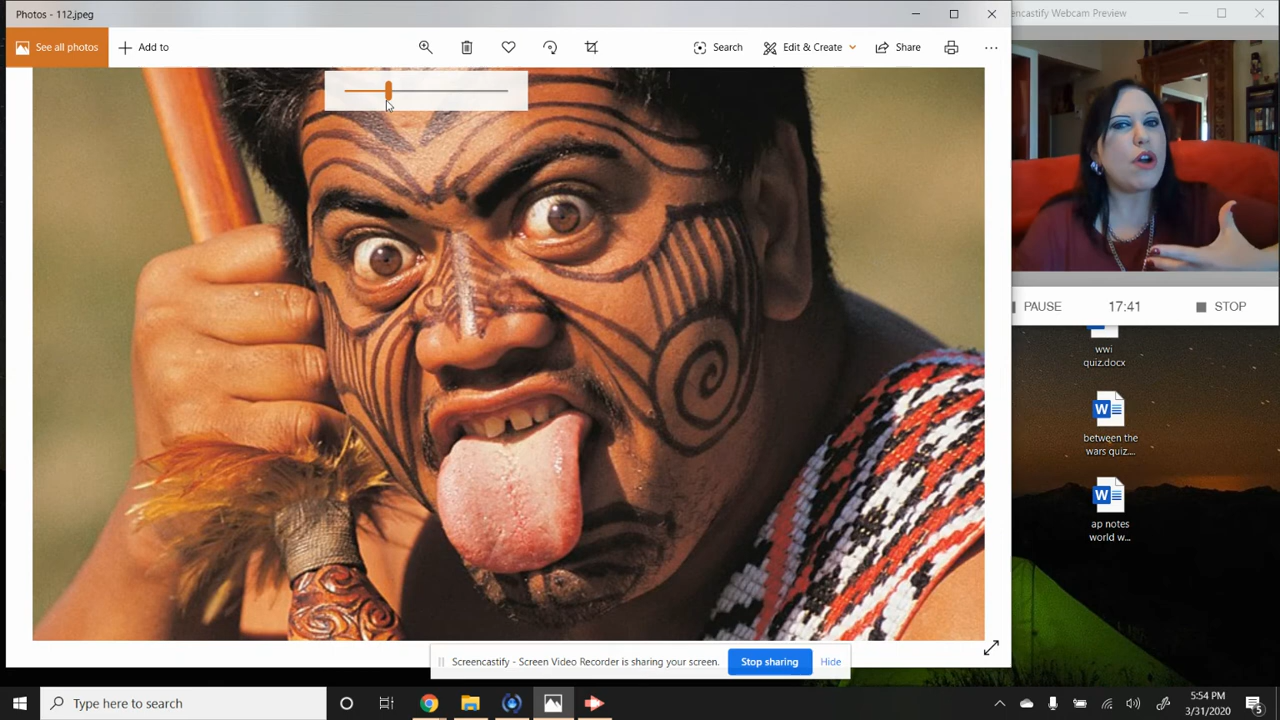 Photos - 112.jpeg
encastify Webcam Preview
See all photos
Add to
Search
Edit & Create
Share
PAUSE
17:41
STOP
wwi
quiz.docx
between the
wars quiz....
ap notes
world w...
Screencastify - Screen Video Recorder is sharing your screen.
Stop sharing
Hide
Type here to search
5:54 PM
3/31/2020
5